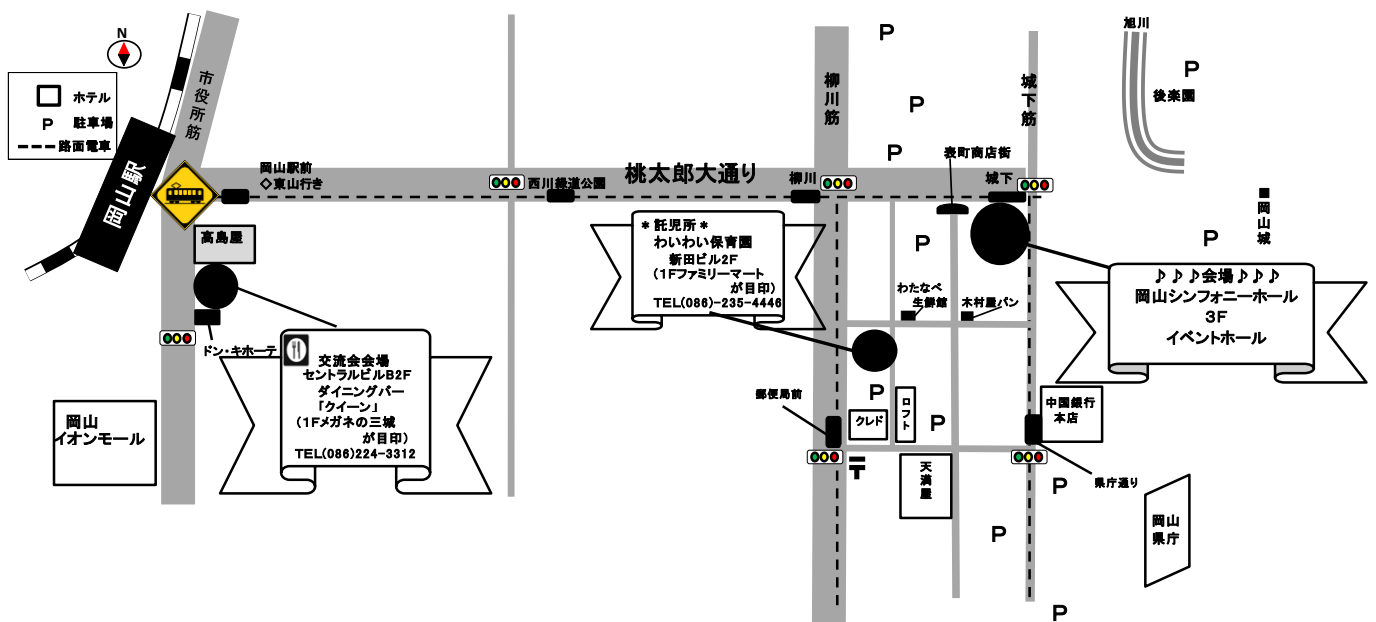 N
ホテル
P 駐車場
路面電車
岡山駅
市役所筋
岡山駅前
◇東山行き
高島屋
ドン・キホーテ
岡山
イオンモール
交流会会場
セントラルビルB2F
ダイニングバー
「クイーン」
(1Fメガネの三城
が目印)
TEL(086)224-3312
西川緑道公園
桃太郎大通り
柳川
柳川筋
*託児所*
わいわい保育園
新田ビル2F
(1Fファミリーマート
が目印)
TEL(086)-235-4446
P
P
P
表町商店街
城下
城下筋
P
わたなべ
生鮮館
木村屋パン
郵便局前
P
クレド
ロフト
P
〒
天満屋
P
旭川
P
後楽園
■岡山城
P
♪♪♪会場♪♪♪
岡山シンフォニーホール
3F
イベントホール
中国銀行
本店
県庁通り
P
岡山
県庁
P